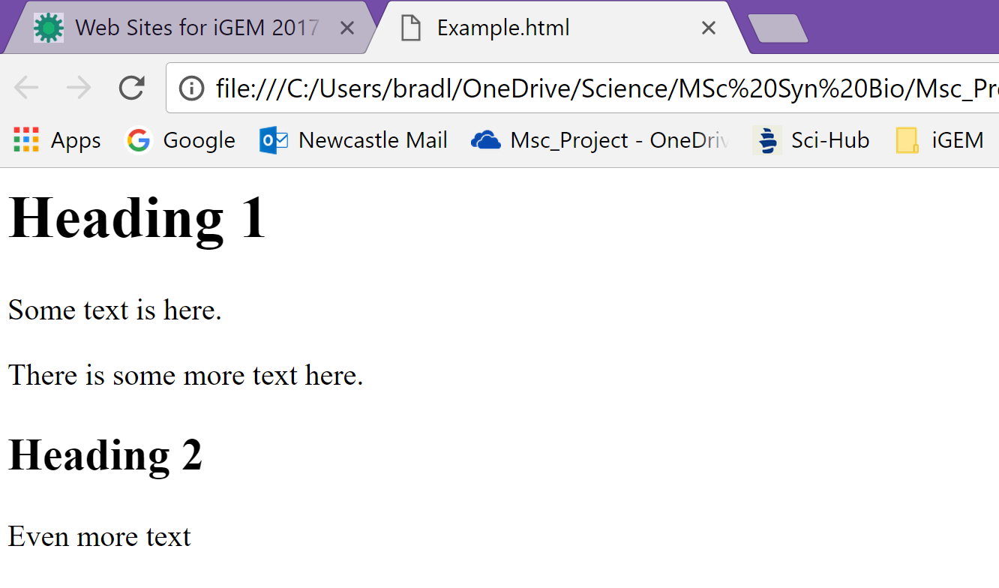 Web Sites for iGEM 2017
Example.html
file:///C:/Users/bradl/OneDrive/Science/MSc%20Syn%20Bio/Msc_Pr
Apps Google Newcastle Mail Msc_Project - OneDriv Sci-Hub iGEM
Heading 1
Some text is here.
There is some more text here.
Heading 2
Even more text